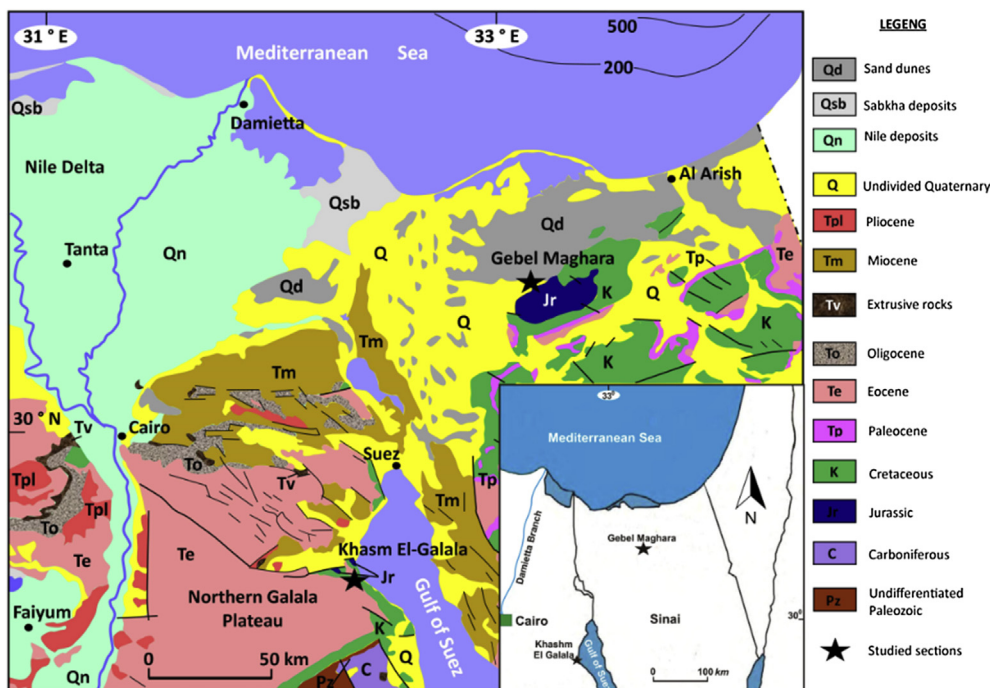 31 ° E
33 ° E
500
200
Mediterranean Sea
Qsb
Damietta
Nile Delta
Al Arish
Qsb
Qd
Tanta
Qn
Q
Gebel Maghara
Tp
Te
Qd
Jr
K
Q
Q
K
Tm
Tm
K
30 ° N
Tv
Cairo
To
Suez
Tpl
Tv
Tp
Tpl
Tm
To
Te
Te
Khasm El-Galala
Jr
Northern Galala
Plateau
Gulf of Suez
Faiyum
K
Q
C
0
50 km
Pz
Qn
33⁰
Mediterranean Sea
N
Damietta Branch
Gebel Maghara
Cairo
Sinai
30⁰
Khashm
El Galala
Gulf of Suez
0
100 km
LEGENG
Qd Sand dunes
Qsb Sabkha deposits
Qn Nile deposits
Q Undivided Quaternary
Tpl Pliocene
Tm Miocene
Tv Extrusive rocks
To Oligocene
Te Eocene
Tp Paleocene
K Cretaceous
Jr Jurassic
C Carboniferous
Pz Undifferentiated
Paleozoic
Studied sections